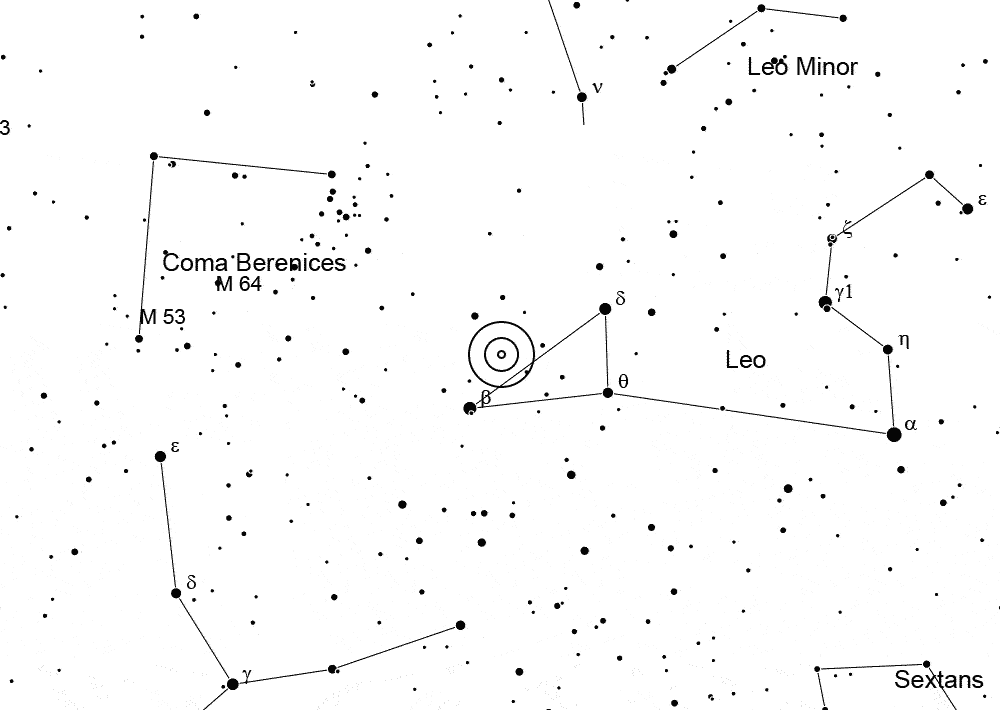 ν
Leo Minor
3
ε
ζ
Coma Berenices
M 64
γ1
δ
M 53
η
Leo
θ
β
α
ε
δ
γ
Sextans